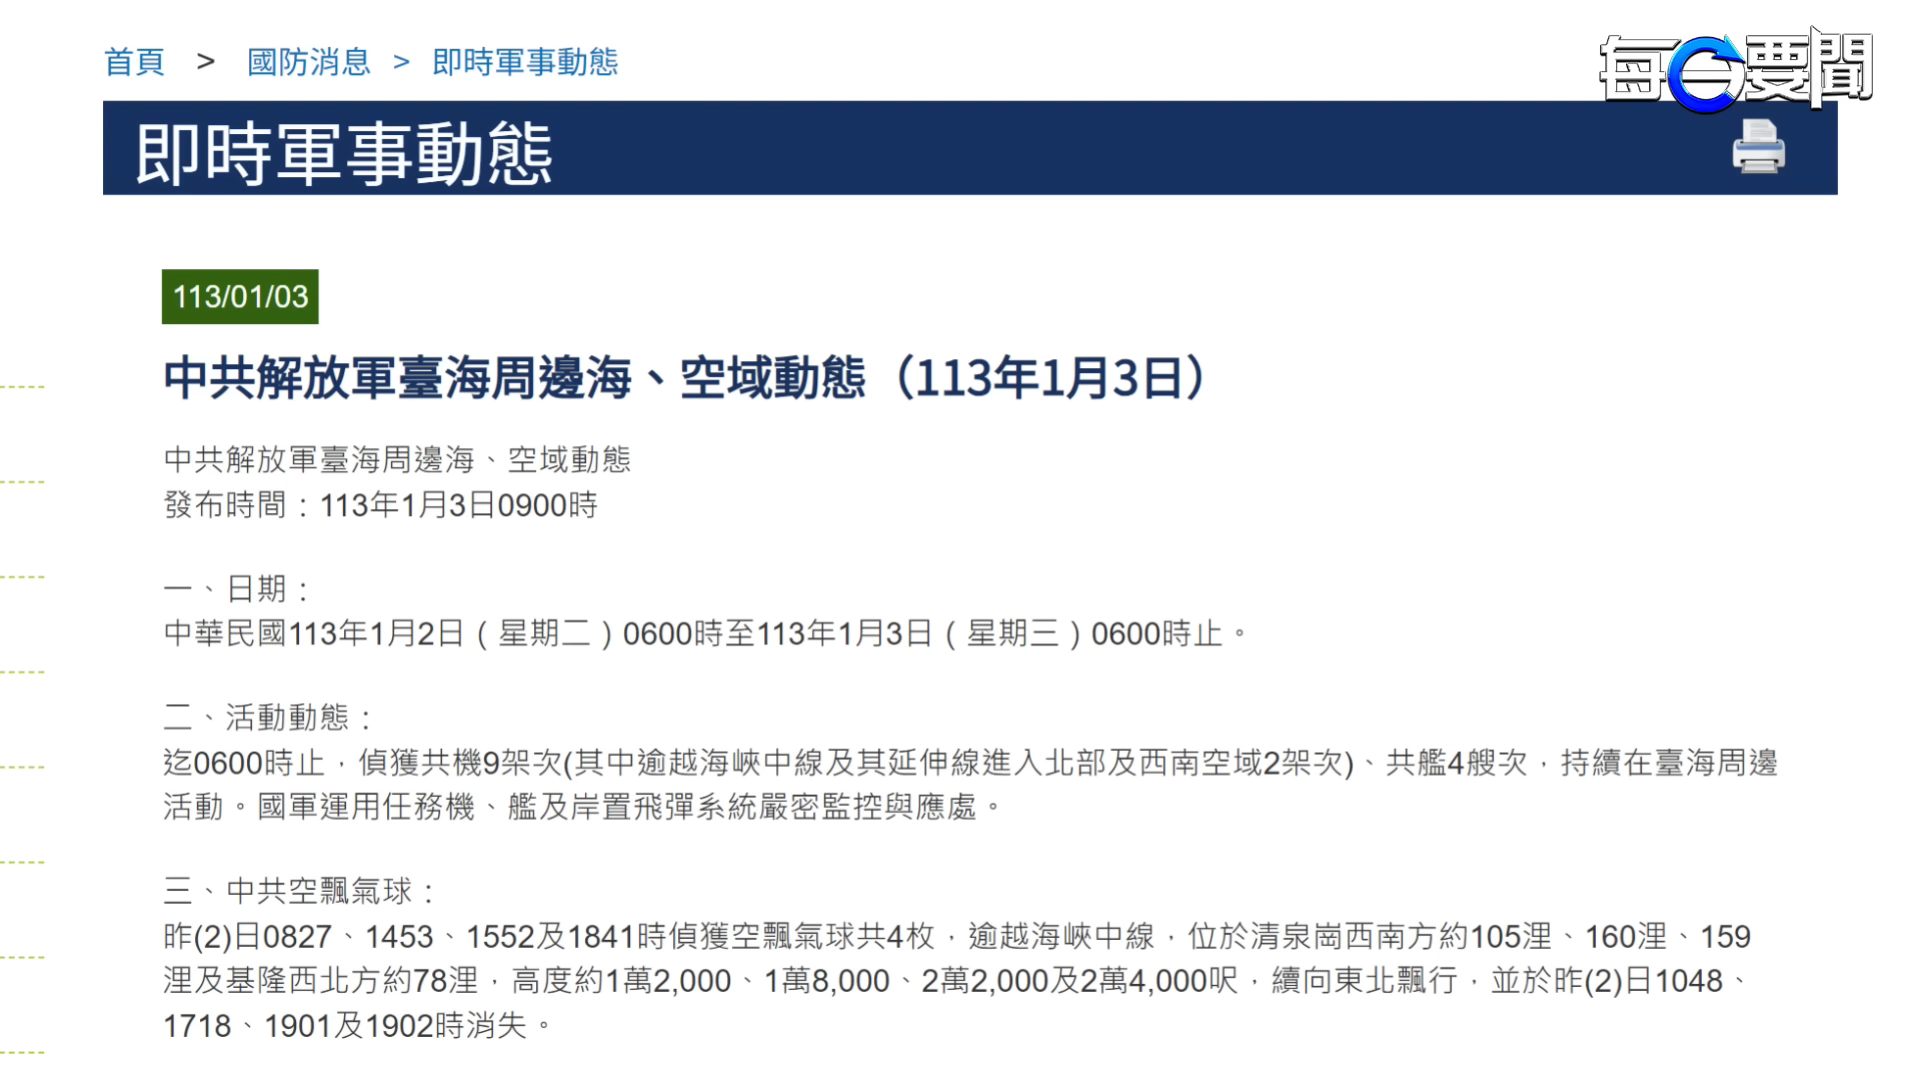 首頁 > 國防消息 > 即時軍事動態
每日要聞
即時軍事動態
113/01/03
中共解放軍臺海周邊海、空域動態（113年1月3日）
中共解放軍臺海周邊海、空域動態
發布時間：113年1月3日0900時
一、日期：
中華民國113年1月2日（星期二）0600時至113年1月3日（星期三）0600時止。
二、活動動態：
迄0600時止，偵獲共機9架次(其中逾越海峽中線及其延伸線進入北部及西南空域2架次)、共艦4艘次，持續在臺海周邊
活動。國軍運用任務機、艦及岸置飛彈系統嚴密監控與應處。
三、中共空飄氣球：
昨(2)日0827、1453、1552及1841時偵獲空飄氣球共4枚，逾越海峽中線，位於清泉崗西南方約105浬、160浬、159
浬及基隆西北方約78浬，高度約1萬2,000、1萬8,000、2萬2,000及2萬4,000呎，續向東北飄行，並於昨(2)日1048、
1718、1901及1902時消失。